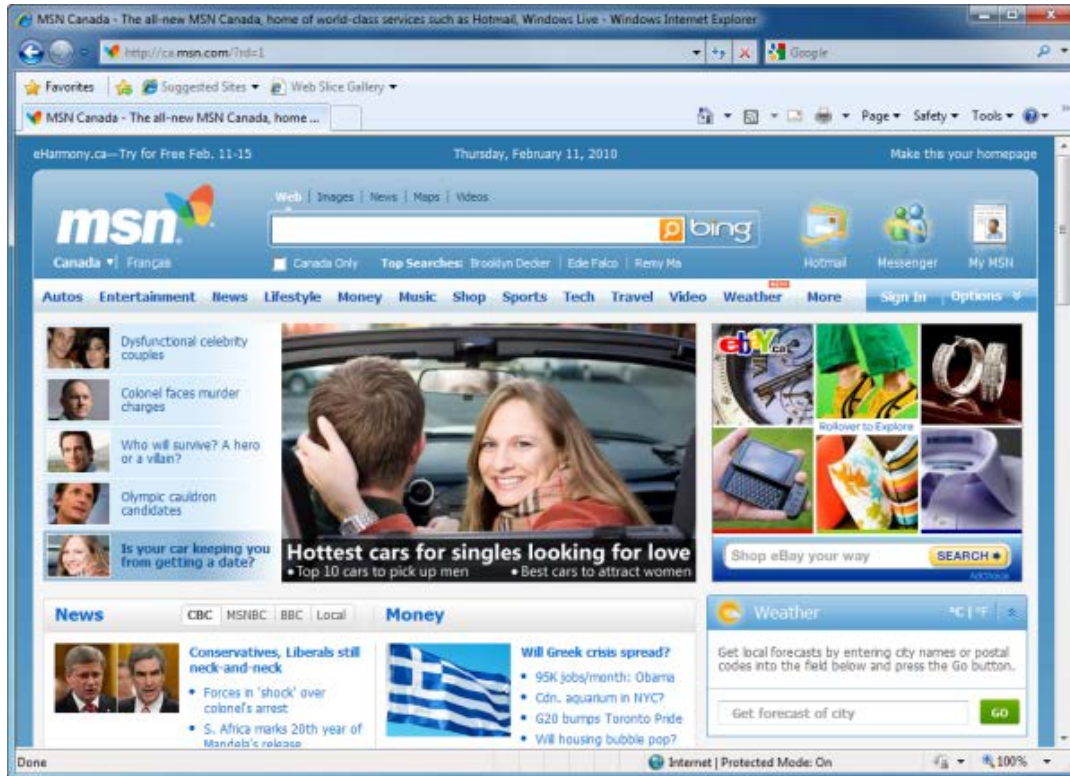 MSN Canada - The all-new MSN Canada, home of world-class services such as Hotmail, Windows Live - Windows Internet Explorer
http://ca.msn.com/?rd=1
Google
Favorites
Suggested Sites
Web Slice Gallery
MSN Canada - The all-new MSN Canada, home ...
Page Safety Tools
eHarmony.ca—Try for Free Feb. 11-15
Thursday, February 11, 2010
Make this your homepage
Web | Images | News | Maps | Videos
msn
bing
Canada | Français
Canada Only
Top Searches: Brooklyn Decker | Edie Falco | Remy Ma
Hotmail
Messenger
My MSN
Autos Entertainment News Lifestyle Money Music Shop Sports Tech Travel Video Weather More
NEW
Sign In | Options
Dysfunctional celebrity
couples
Colonel faces murder
charges
Who will survive? A hero
or a villain?
Olympic cauldron
candidates
Is your car keeping you
from getting a date?
Hottest cars for singles looking for love
•Top 10 cars to pick up men
•Best cars to attract women
ebY.ca
Rollover to Explore
Shop eBay your way
SEARCH
AdChoice
News
CBC | MSNBC | BBC | Local
Conservatives, Liberals still
neck-and-neck
• Forces in 'shock' over
colonel's arrest
• S. Africa marks 20th year of
Mandela's release
Money
Will Greek crisis spread?
• 95K jobs/month: Obama
• Cdn. aquarium in NYC?
• G20 bumps Toronto Pride
• Will housing bubble pop?
Weather
°C | °F
Get local forecasts by entering city names or postal
codes into the field below and press the Go button.
Get forecast of city
GO
Done
Internet | Protected Mode: On
100%